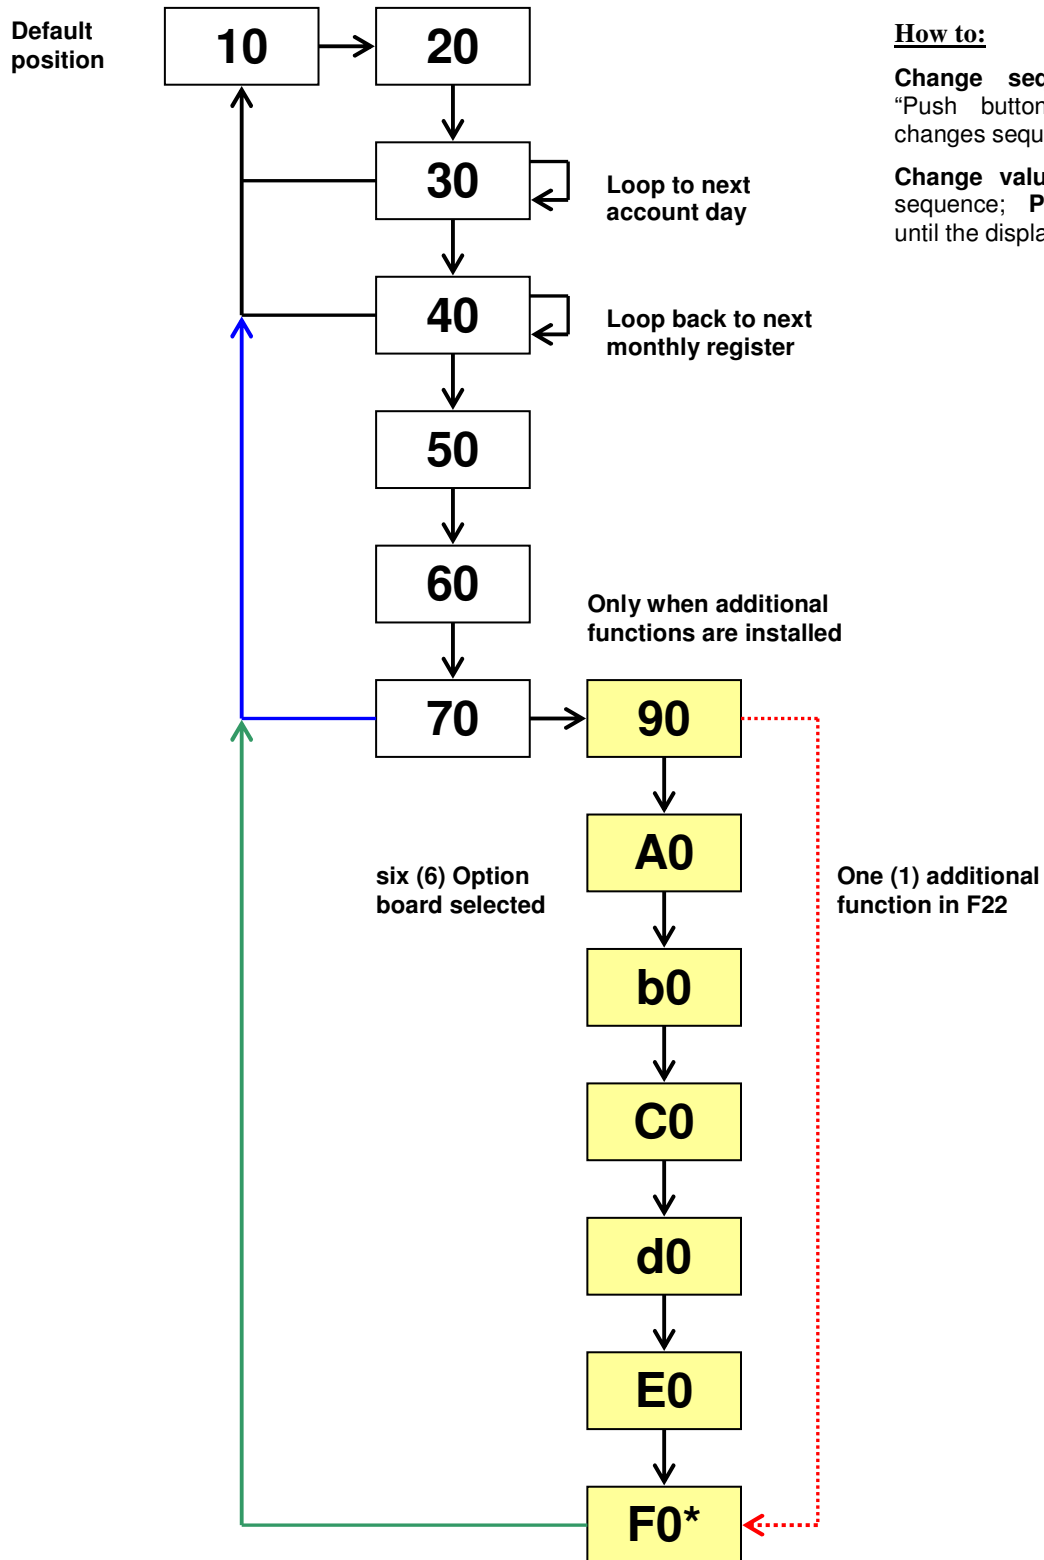 Default
position
10
20
How to:
Change
“Push button
changes
Change
sequence;
until the
30
Loop to next
account day
40
Loop back to next
monthly register
50
60
Only when additional
functions are installed
70
90
A0
six (6) Option
board selected
One (1) additional
function in F22
b0
C0
d0
E0
F0*